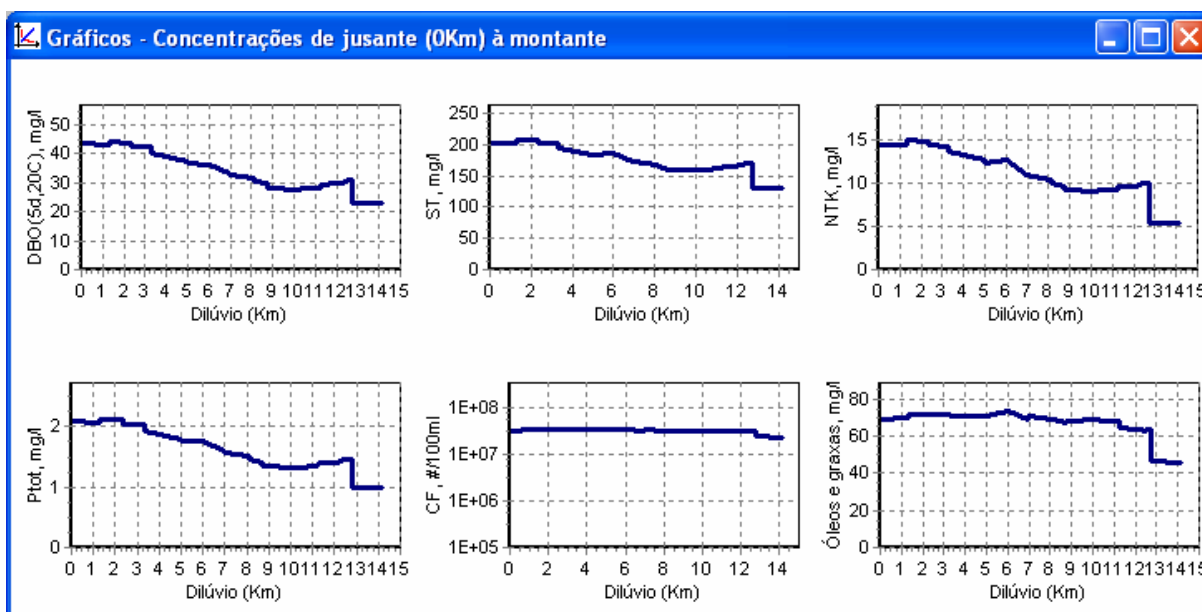 Gráficos - Concentrações de jusante (0Km) à montante
DBO(5d,20C), mg/l
50
40
30
20
10
0
0 1 2 3 4 5 6 7 8 9 10 11 12 13 14 15
Dilúvio (Km)
ST, mg/l
250
200
150
100
50
0
0 2 4 6 8 10 12 14
Dilúvio (Km)
NTK, mg/l
15
10
5
0
0 1 2 3 4 5 6 7 8 9 10 11 12 13 14 15
Dilúvio (Km)
Ptot, mg/l
2
1
0
0 1 2 3 4 5 6 7 8 9 10 11 12 13 14 15
Dilúvio (Km)
CF, #/100ml
1E+08
1E+07
1E+06
1E+05
0 2 4 6 8 10 12 14
Dilúvio (Km)
Óleos e graxas, mg/l
80
60
40
20
0
0 1 2 3 4 5 6 7 8 9 10 11 12 13 14 15
Dilúvio (Km)